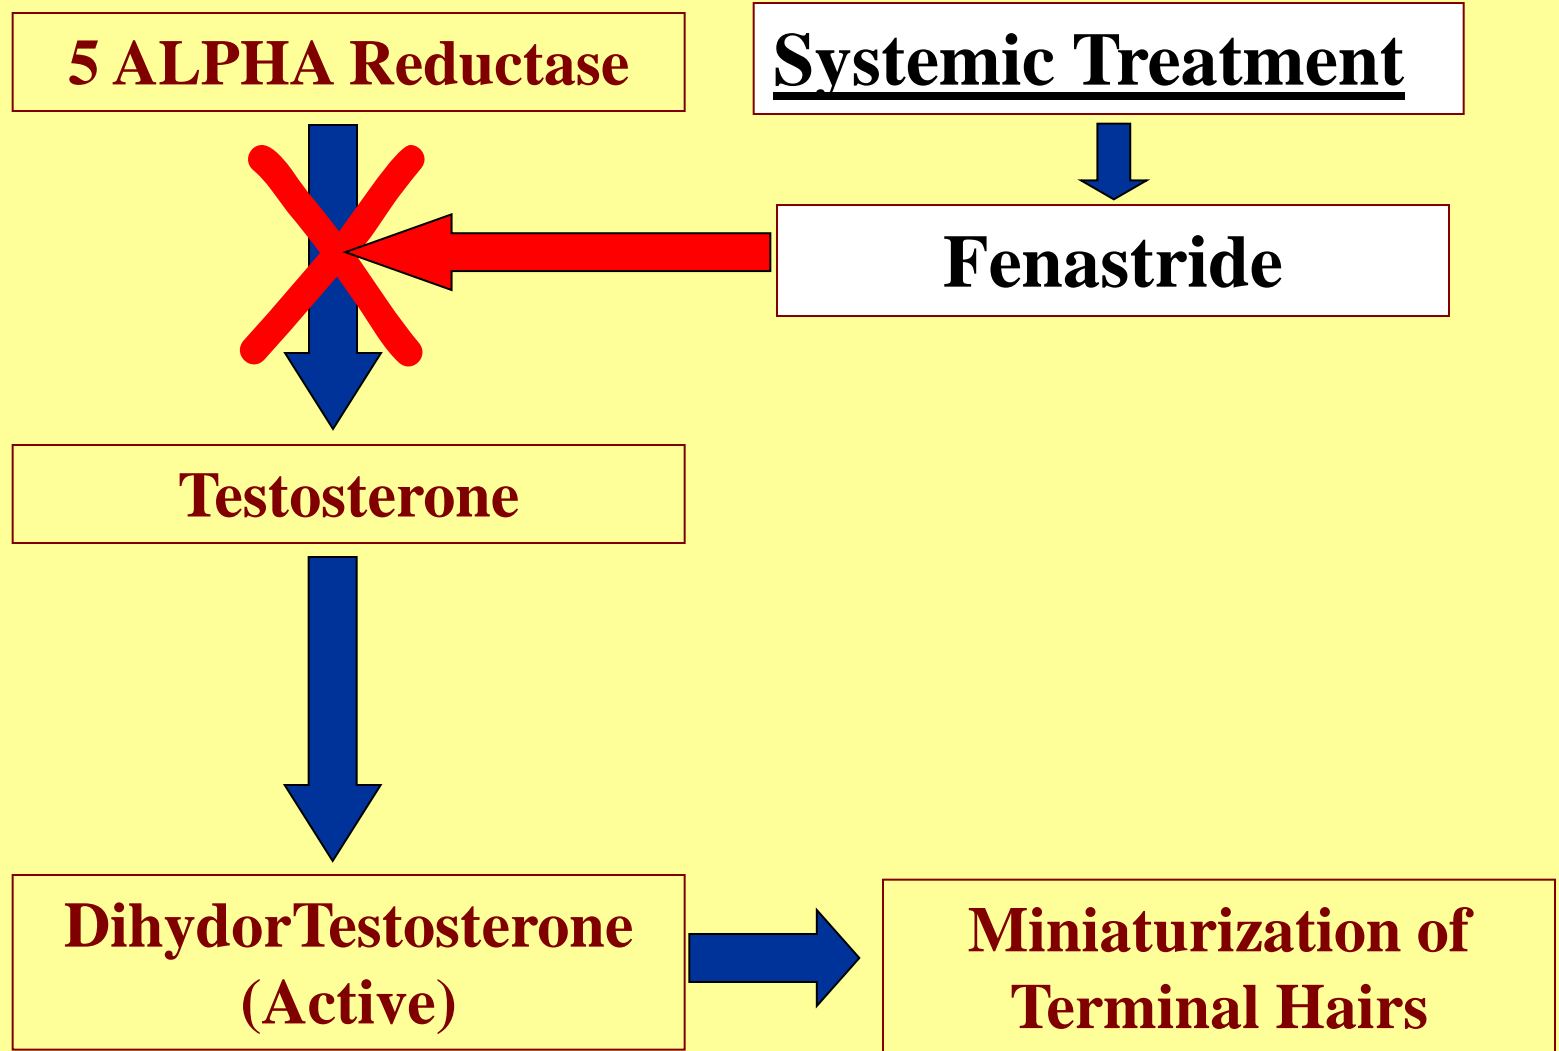 5 ALPHA Reductase
Systemic Treatment
Fenastride
Testosterone
DihydorTestosterone
(Active)
Miniaturization of
Terminal Hairs